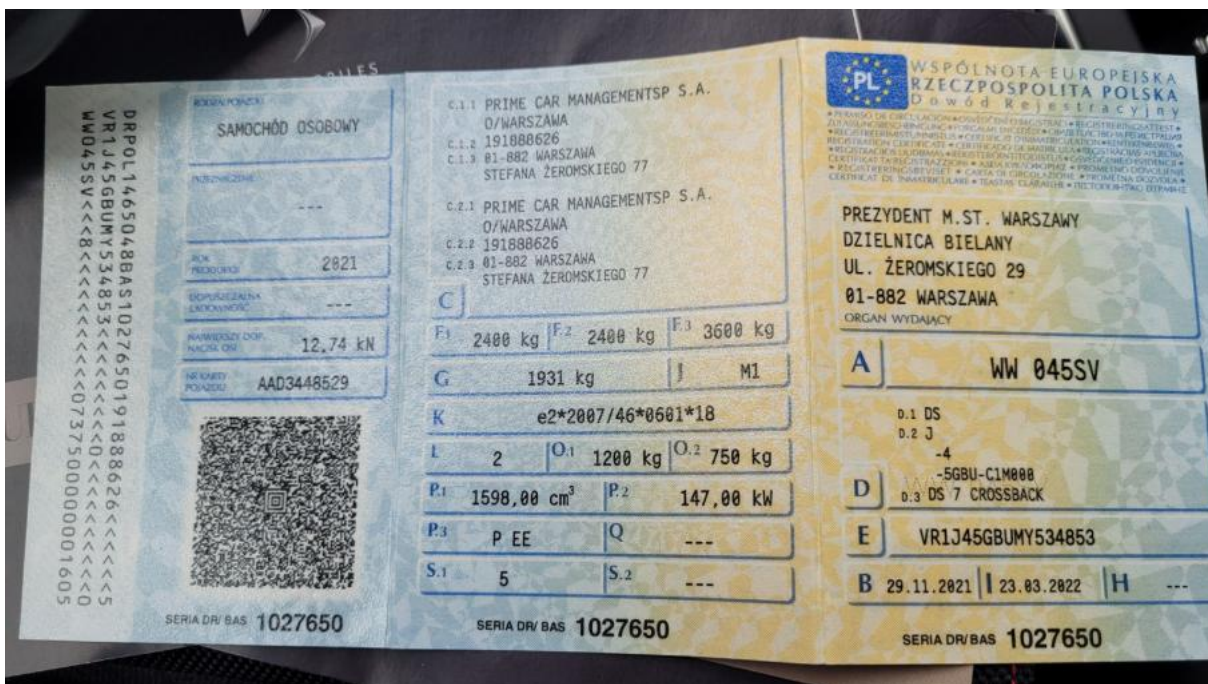 DRPOL1465048BAS10276501918886 26<<<<<5
VR1J45GBUMY534853
WW045SV<<<8
RODZAJ POJAZDU
SAMOCHÓD OSOBOWY
PRZEZNACZENIE
---
ROK PRODUKCJI
2021
DOPUSZCZALNA ŁADOWNOŚĆ
---
NAJWIĘKSZY DOP. NACISK OSI
12,74 kN
NR KARTY POJAZDU
AAD3448529
SERIA DR/ BAS 1027650
C.1.1 PRIME CAR MANAGEMENTSP S.A.
O/WARSZAWA
C.1.2 191888626
C.1.3 01-882 WARSZAWA
STEFANA ŻEROMSKIEGO 77
C.2.1 PRIME CAR MANAGEMENTSP S.A.
O/WARSZAWA
C.2.2 191888626
C.2.3 01-882 WARSZAWA
STEFANA ŻEROMSKIEGO 77
C
F.1 2400 kg F.2 2400 kg F.3 3600 kg
G 1931 kg J M1
K e2*2007/46*0601*18
L 2 O.1 1200 kg O.2 750 kg
P.1 1598,00 cm³ P.2 147,00 kW
P.3 P EE Q ---
S.1 5 S.2 ---
SERIA DR/ BAS 1027650
PL
WSPÓLNOTA EUROPEJSKA
RZECZPOSPOLITA POLSKA
Dowód Rejestracyjny
PREZYDENT M.ST. WARSZAWY
DZIELNICA BIELANY
UL. ŻEROMSKIEGO 29
01-882 WARSZAWA
ORGAN WYDAJĄCY
A WW 045SV
D.1 DS
D.2 J
-4
-5GBU-C1M000
D D.3 DS 7 CROSSBACK
E VR1J45GBUMY534853
B 29.11.2021 I 23.03.2022 H ---
SERIA DR/ BAS 1027650